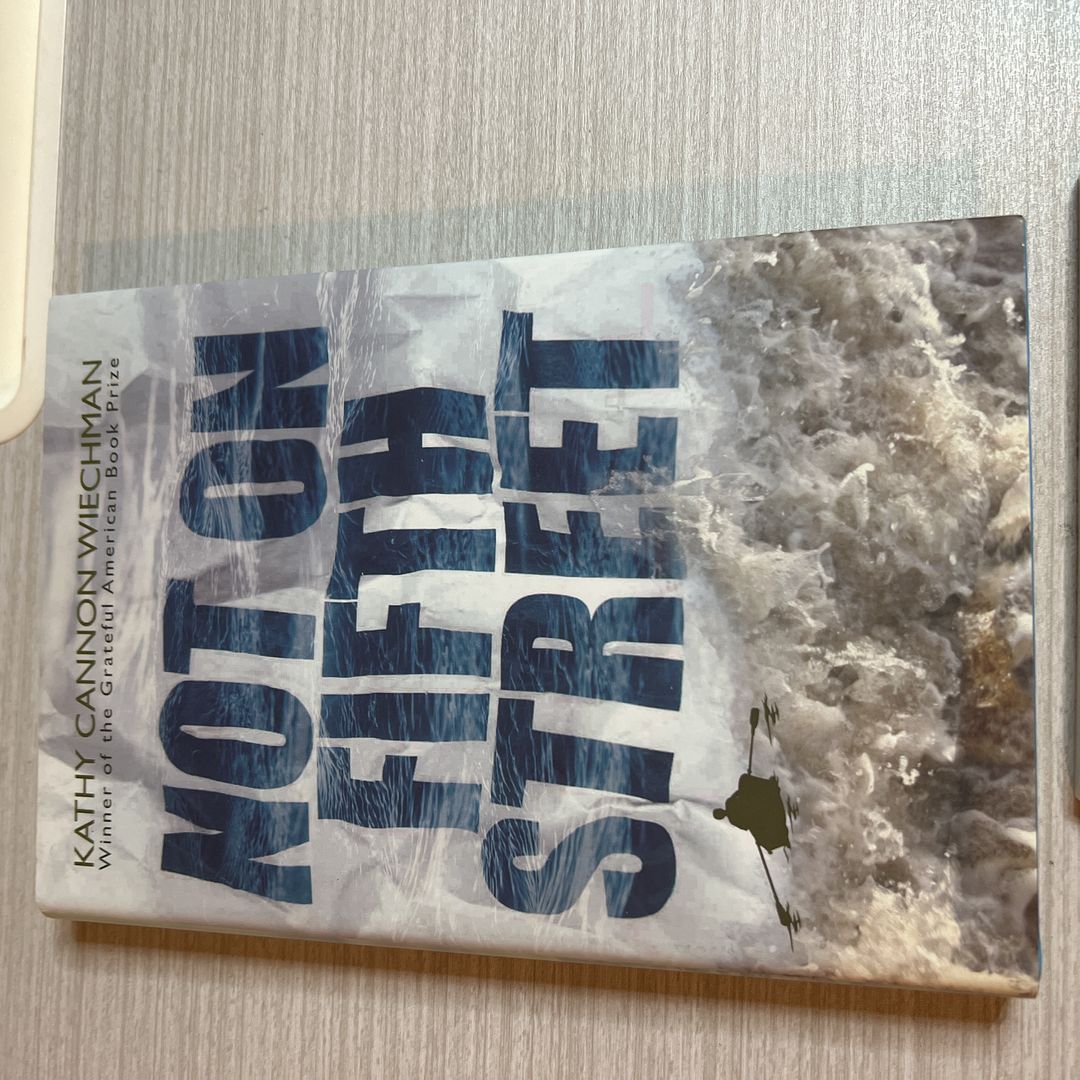 KATHY CANNON WIECHMAN
Winner of the Grateful American Book Prize
NOT ON
FIFTH
STREET